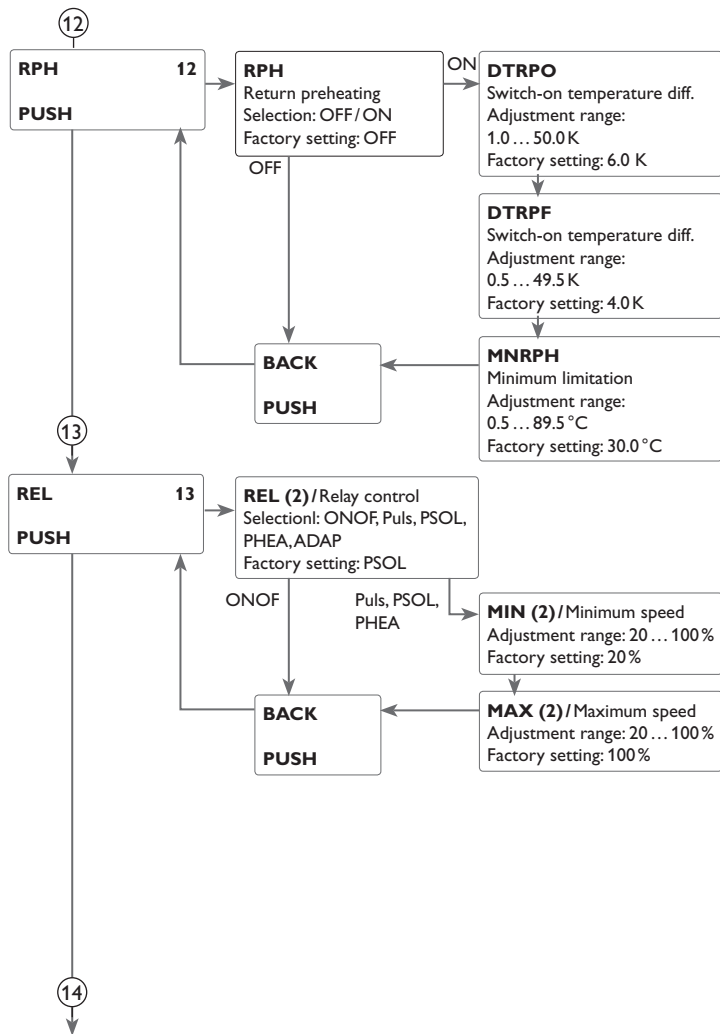 12
RPH 12
PUSH
RPH
Return preheating
Selection: OFF / ON
Factory setting: OFF
ON
OFF
DTRPO
Switch-on temperature diff.
Adjustment range:
1.0 ... 50.0 K
Factory setting: 6.0 K
DTRPF
Switch-on temperature diff.
Adjustment range:
0.5 ... 49.5 K
Factory setting: 4.0 K
MNRPH
Minimum limitation
Adjustment range:
0.5 ... 89.5 °C
Factory setting: 30.0 °C
BACK
PUSH
13
REL 13
PUSH
REL (2) / Relay control
Selectionl: ONOF, Puls, PSOL,
PHEA, ADAP
Factory setting: PSOL
ONOF
Puls, PSOL,
PHEA
MIN (2) / Minimum speed
Adjustment range: 20 ... 100 %
Factory setting: 20 %
MAX (2) / Maximum speed
Adjustment range: 20 ... 100 %
Factory setting: 100 %
BACK
PUSH
14